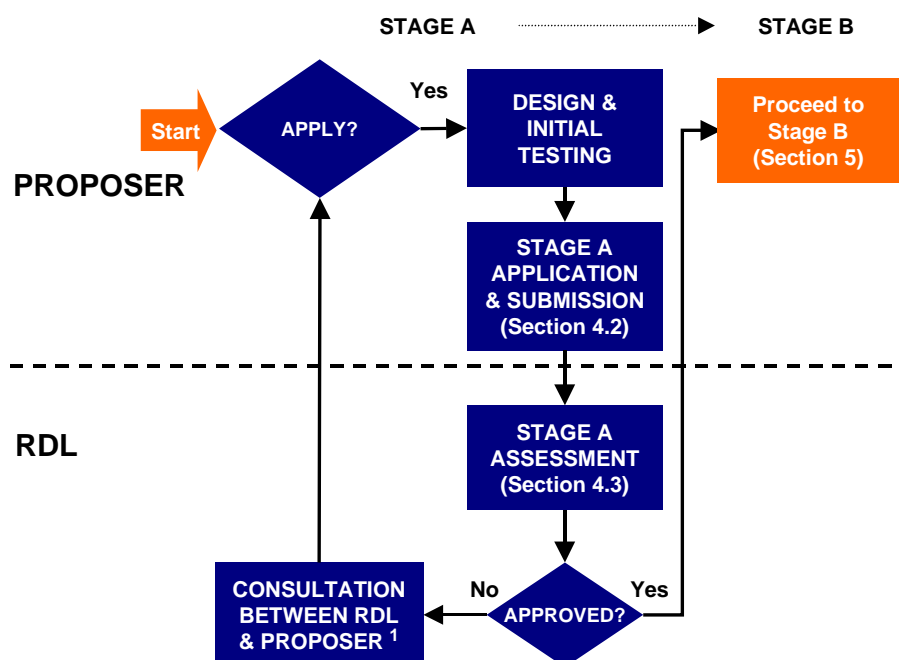 STAGE A
STAGE B
Yes
Start
APPLY?
DESIGN &
INITIAL
TESTING
Proceed to
Stage B
(Section 5)
PROPOSER
STAGE A
APPLICATION
& SUBMISSION
(Section 4.2)
RDL
STAGE A
ASSESSMENT
(Section 4.3)
CONSULTATION
BETWEEN RDL
& PROPOSER 1
No
APPROVED?
Yes